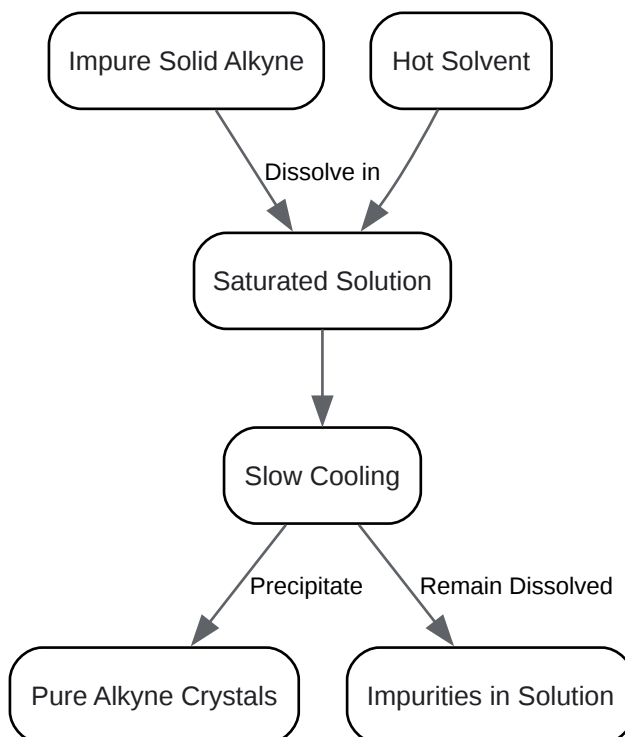 Impure Solid Alkyne
Hot Solvent
Dissolve in
Saturated Solution
Slow Cooling
Precipitate
Remain Dissolved
Pure Alkyne Crystals
Impurities in Solution